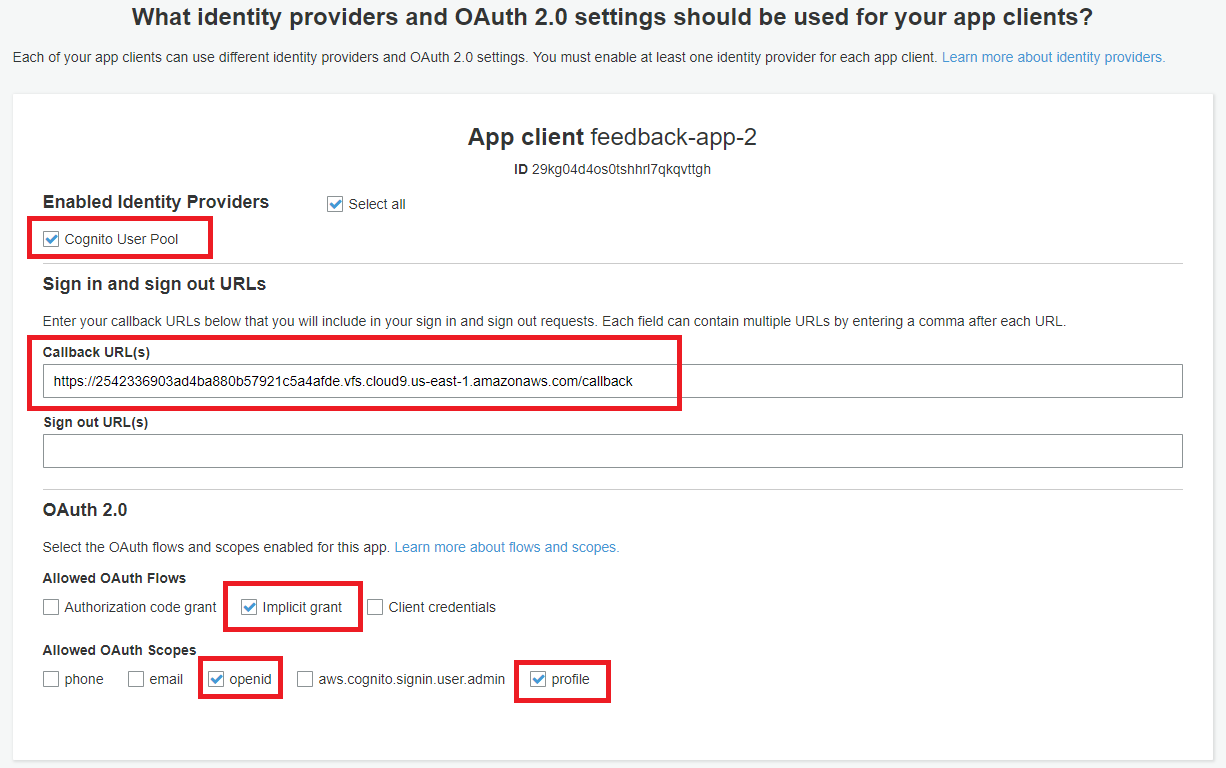 What identity providers and OAuth 2.0 settings should be used for your app clients?
Each of your app clients can use different identity providers and OAuth 2.0 settings. You must enable at least one identity provider for each app client. Learn more about identity providers.
App client feedback-app-2
ID 29kg04d4os0tshhrl7qkqvttgh
Enabled Identity Providers Select all
Cognito User Pool
Sign in and sign out URLs
Enter your callback URLs below that you will include in your sign in and sign out requests. Each field can contain multiple URLs by entering a comma after each URL.
Callback URL(s)
https://2542336903ad4ba880b57921c5a4afde.vfs.cloud9.us-east-1.amazonaws.com/callback
Sign out URL(s)
OAuth 2.0
Select the OAuth flows and scopes enabled for this app. Learn more about flows and scopes.
Allowed OAuth Flows
Authorization code grant Implicit grant Client credentials
Allowed OAuth Scopes
phone email openid aws.cognito.signin.user.admin profile